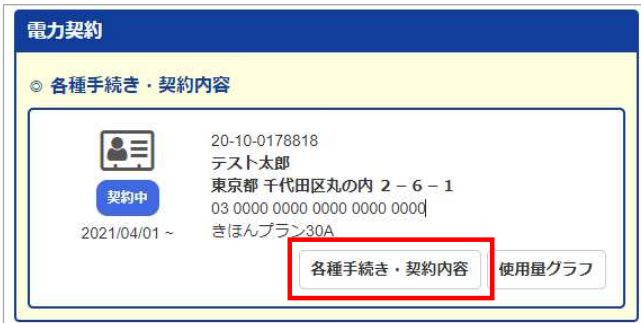 電力契約
◎ 各種手続き・契約内容
20-10-0178818
テスト太郎
東京都 千代田区丸の内 2－6－1
契約中
03 0000 0000 0000 0000 0000
2021/04/01 ~
きほんプラン30A
各種手続き・契約内容
使用量グラフ